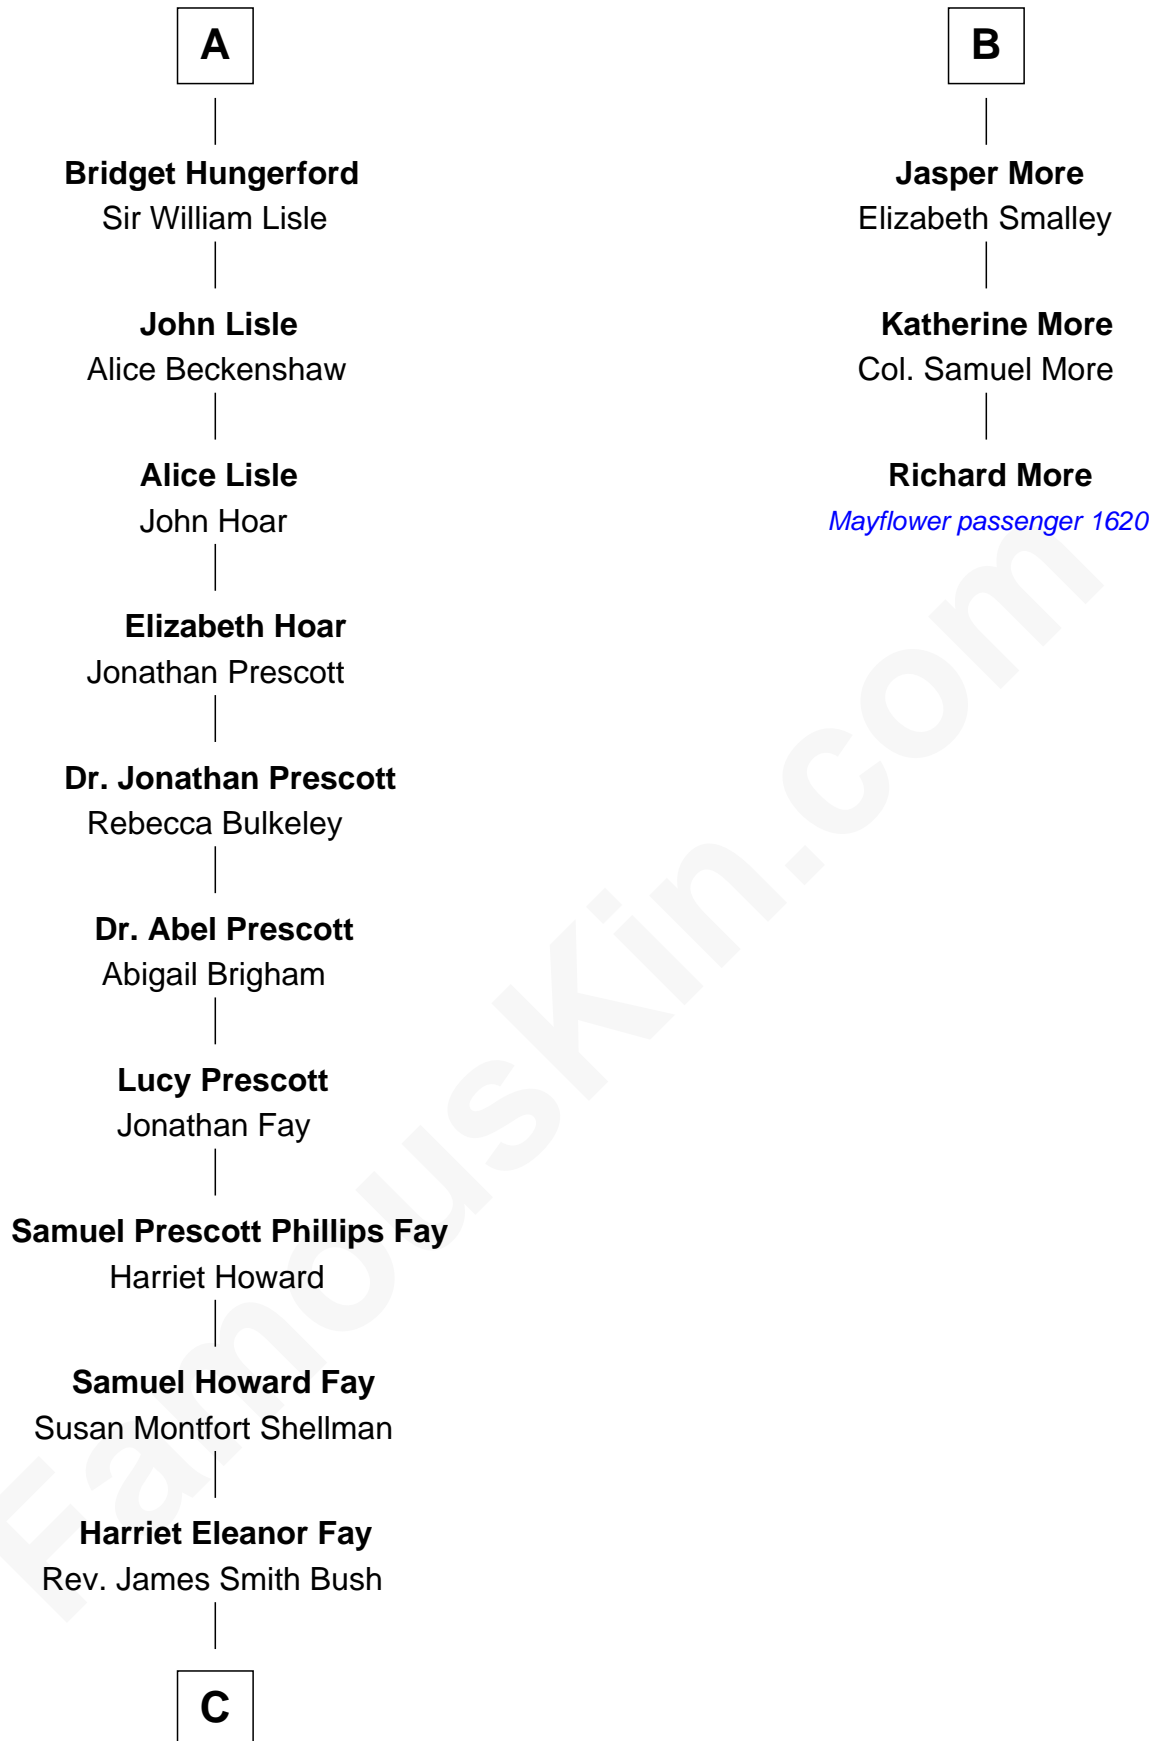 A
Bridget Hungerford
Sir William Lisle
John Lisle
Alice Beckenshaw
Alice Lisle
John Hoar
Elizabeth Hoar
Jonathan Prescott
Dr. Jonathan Prescott
Rebecca Bulkeley
Dr. Abel Prescott
Abigail Brigham
Lucy Prescott
Jonathan Fay
Samuel Prescott Phillips Fay
Harriet Howard
Samuel Howard Fay
Susan Montfort Shellman
Harriet Eleanor Fay
Rev. James Smith Bush
C
B
Jasper More
Elizabeth Smalley
Katherine More
Col. Samuel More
Richard More
Mayflower passenger 1620
FamousKin.com